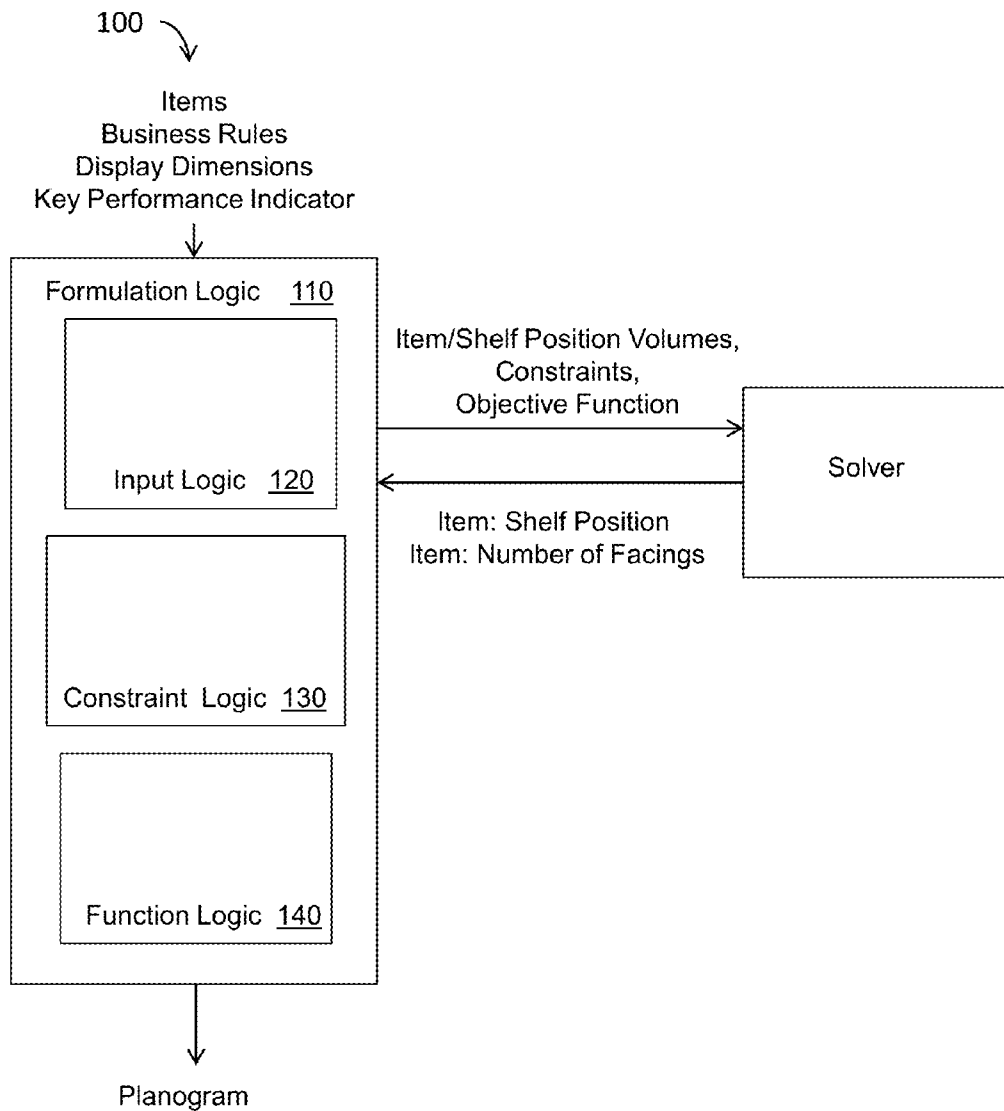 100
Items
Business Rules
Display Dimensions
Key Performance Indicator
Formulation Logic 110
Input Logic 120
Constraint Logic 130
Function Logic 140
Item/Shelf Position Volumes,
Constraints,
Objective Function
Solver
Item: Shelf Position
Item: Number of Facings
Planogram